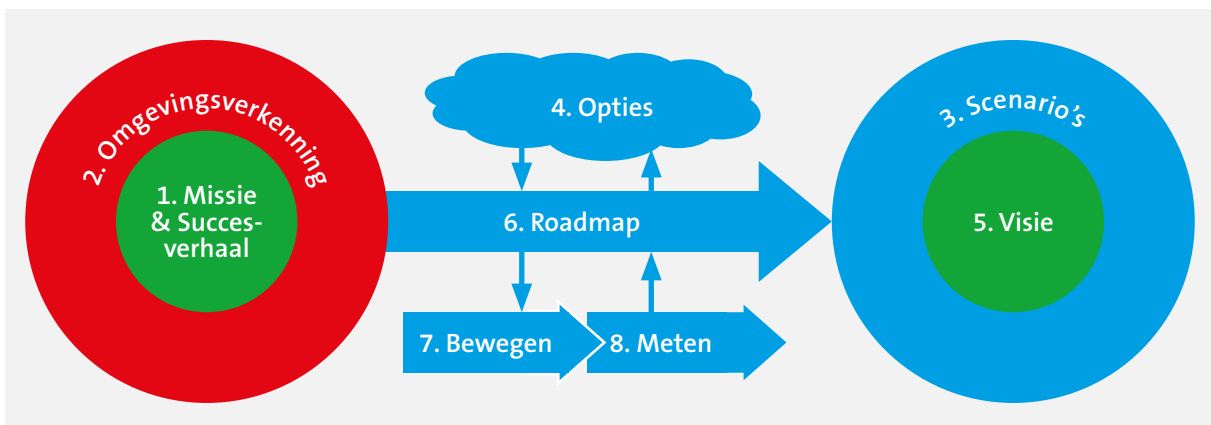 2. Omgevingsverkenning
1. Missie
& Succes-
verhaal
4. Opties
6. Roadmap
7. Bewegen
8. Meten
3. Scenario's
5. Visie